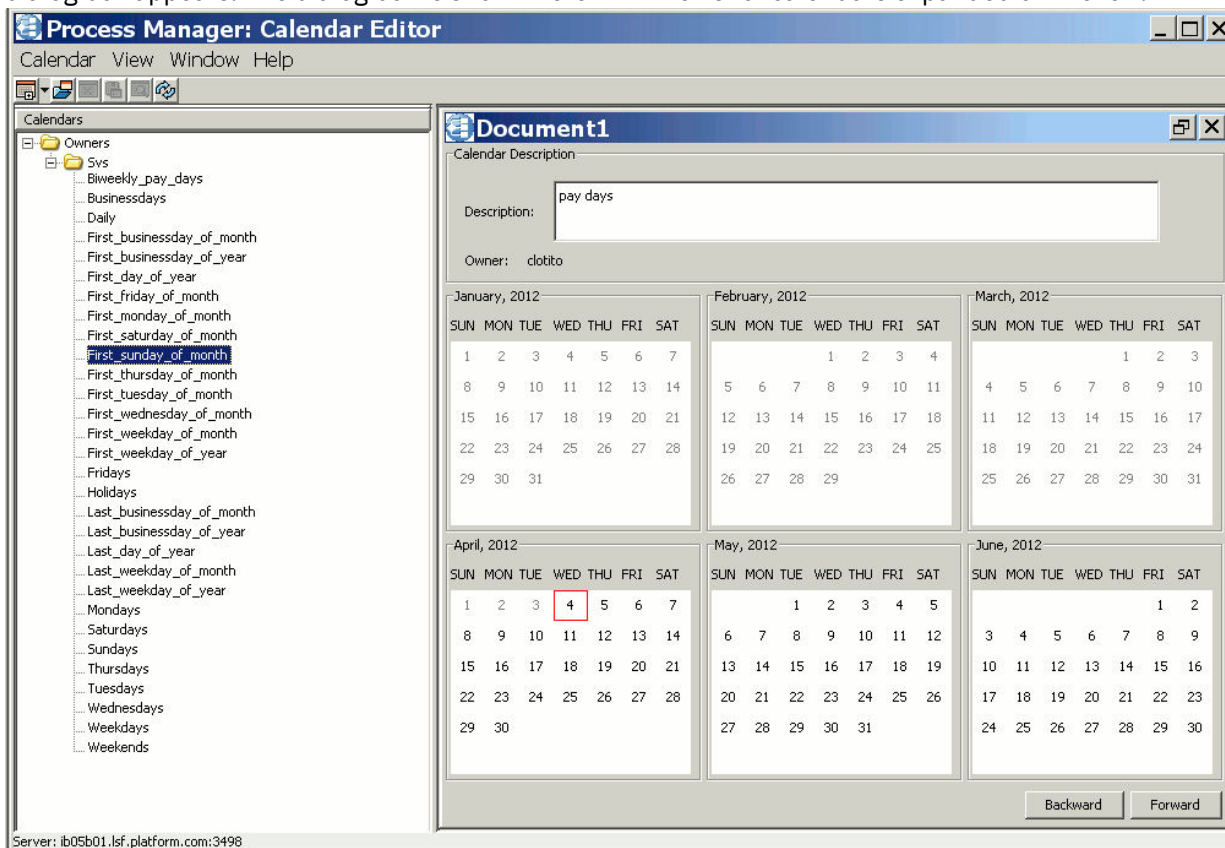 Process Manager: Calendar Editor
Calendar View Window Help
Calendars
Owners
Svs
Biweekly_pay_days
Businessdays
Daily
First_businessday_of_month
First_businessday_of_year
First_day_of_year
First_friday_of_month
First_monday_of_month
First_saturday_of_month
First_sunday_of_month
First_thursday_of_month
First_tuesday_of_month
First_wednesday_of_month
First_weekday_of_month
First_weekday_of_year
Fridays
Holidays
Last_businessday_of_month
Last_businessday_of_year
Last_day_of_year
Last_weekday_of_month
Last_weekday_of_year
Mondays
Saturdays
Sundays
Thursdays
Tuesdays
Wednesdays
Weekdays
Weekends
Document1
Calendar Description
Description: pay days
Owner: clotito
January, 2012
SUN MON TUE WED THU FRI SAT
1 2 3 4 5 6 7
8 9 10 11 12 13 14
15 16 17 18 19 20 21
22 23 24 25 26 27 28
29 30 31
February, 2012
SUN MON TUE WED THU FRI SAT
1 2 3 4
5 6 7 8 9 10 11
12 13 14 15 16 17 18
19 20 21 22 23 24 25
26 27 28 29
March, 2012
SUN MON TUE WED THU FRI SAT
1 2 3
4 5 6 7 8 9 10
11 12 13 14 15 16 17
18 19 20 21 22 23 24
25 26 27 28 29 30 31
April, 2012
SUN MON TUE WED THU FRI SAT
1 2 3 4 5 6 7
8 9 10 11 12 13 14
15 16 17 18 19 20 21
22 23 24 25 26 27 28
29 30
May, 2012
SUN MON TUE WED THU FRI SAT
1 2 3 4 5
6 7 8 9 10 11 12
13 14 15 16 17 18 19
20 21 22 23 24 25 26
27 28 29 30 31
June, 2012
SUN MON TUE WED THU FRI SAT
1 2
3 4 5 6 7 8 9
10 11 12 13 14 15 16
17 18 19 20 21 22 23
24 25 26 27 28 29 30
Backward Forward
Server: ib05b01.lsf.platform.com:3498